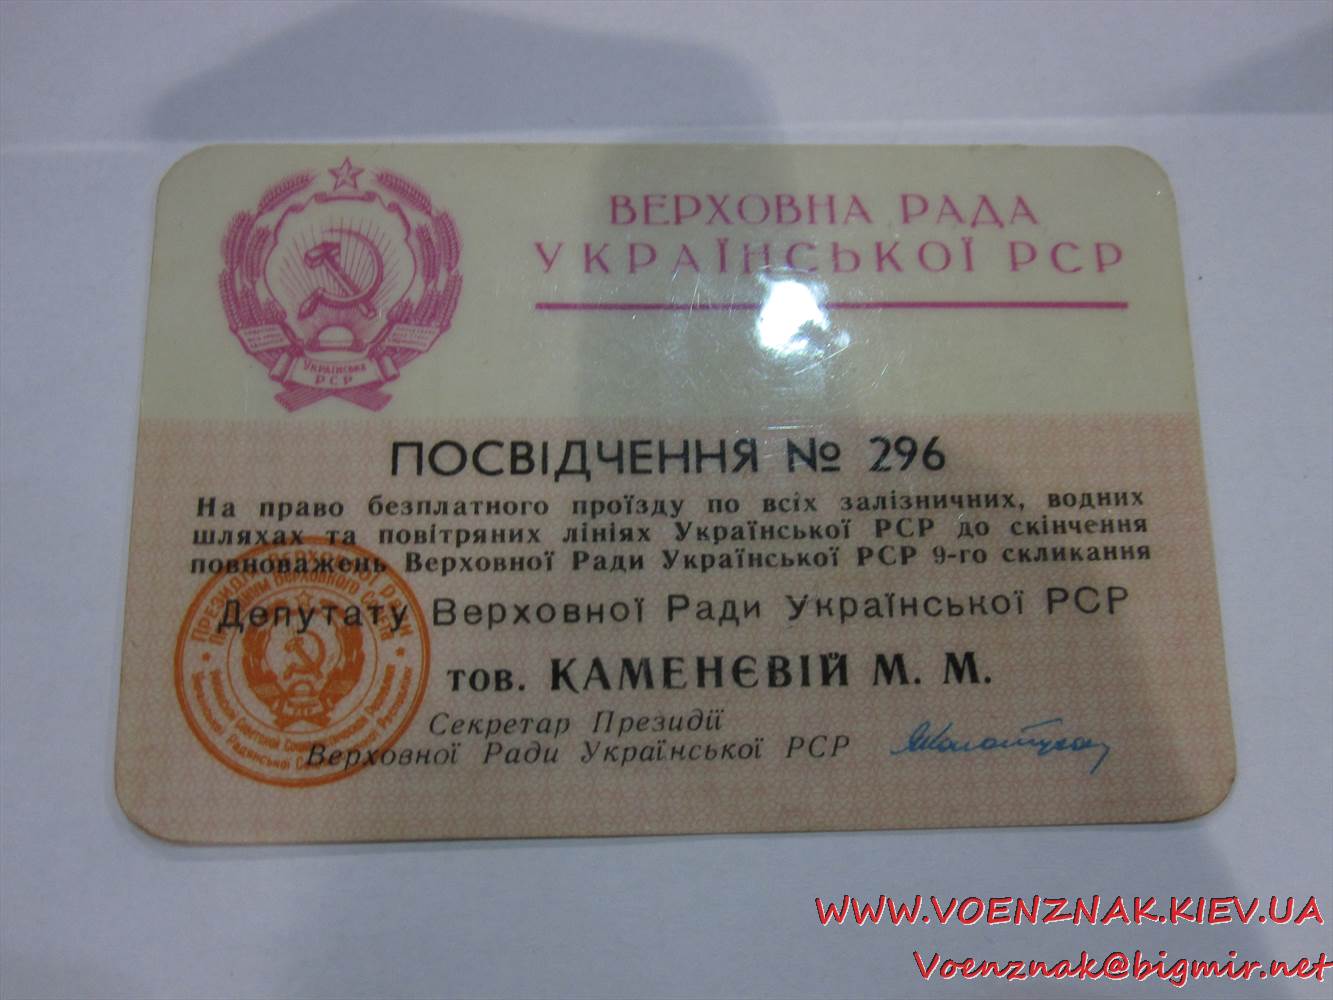 ВЕРХОВНА РАДА
УКРАЇНСЬКОЇ РСР
УКРАЇНСЬКА
РСР
ПОСВІДЧЕННЯ № 296
На право безплатного проїзду по всіх залізничних, водних
шляхах та повітряних лініях Української РСР до скінчення
повноважень Верховної Ради Української РСР 9-го скликання
Депутату Верховної Ради Української РСР
тов. КАМЕНЄВІЙ М. М.
Секретар Президії
Верховної Ради Української РСР
WWW.VOENZNAK.KIEV.UA
Voenznak@bigmir.net